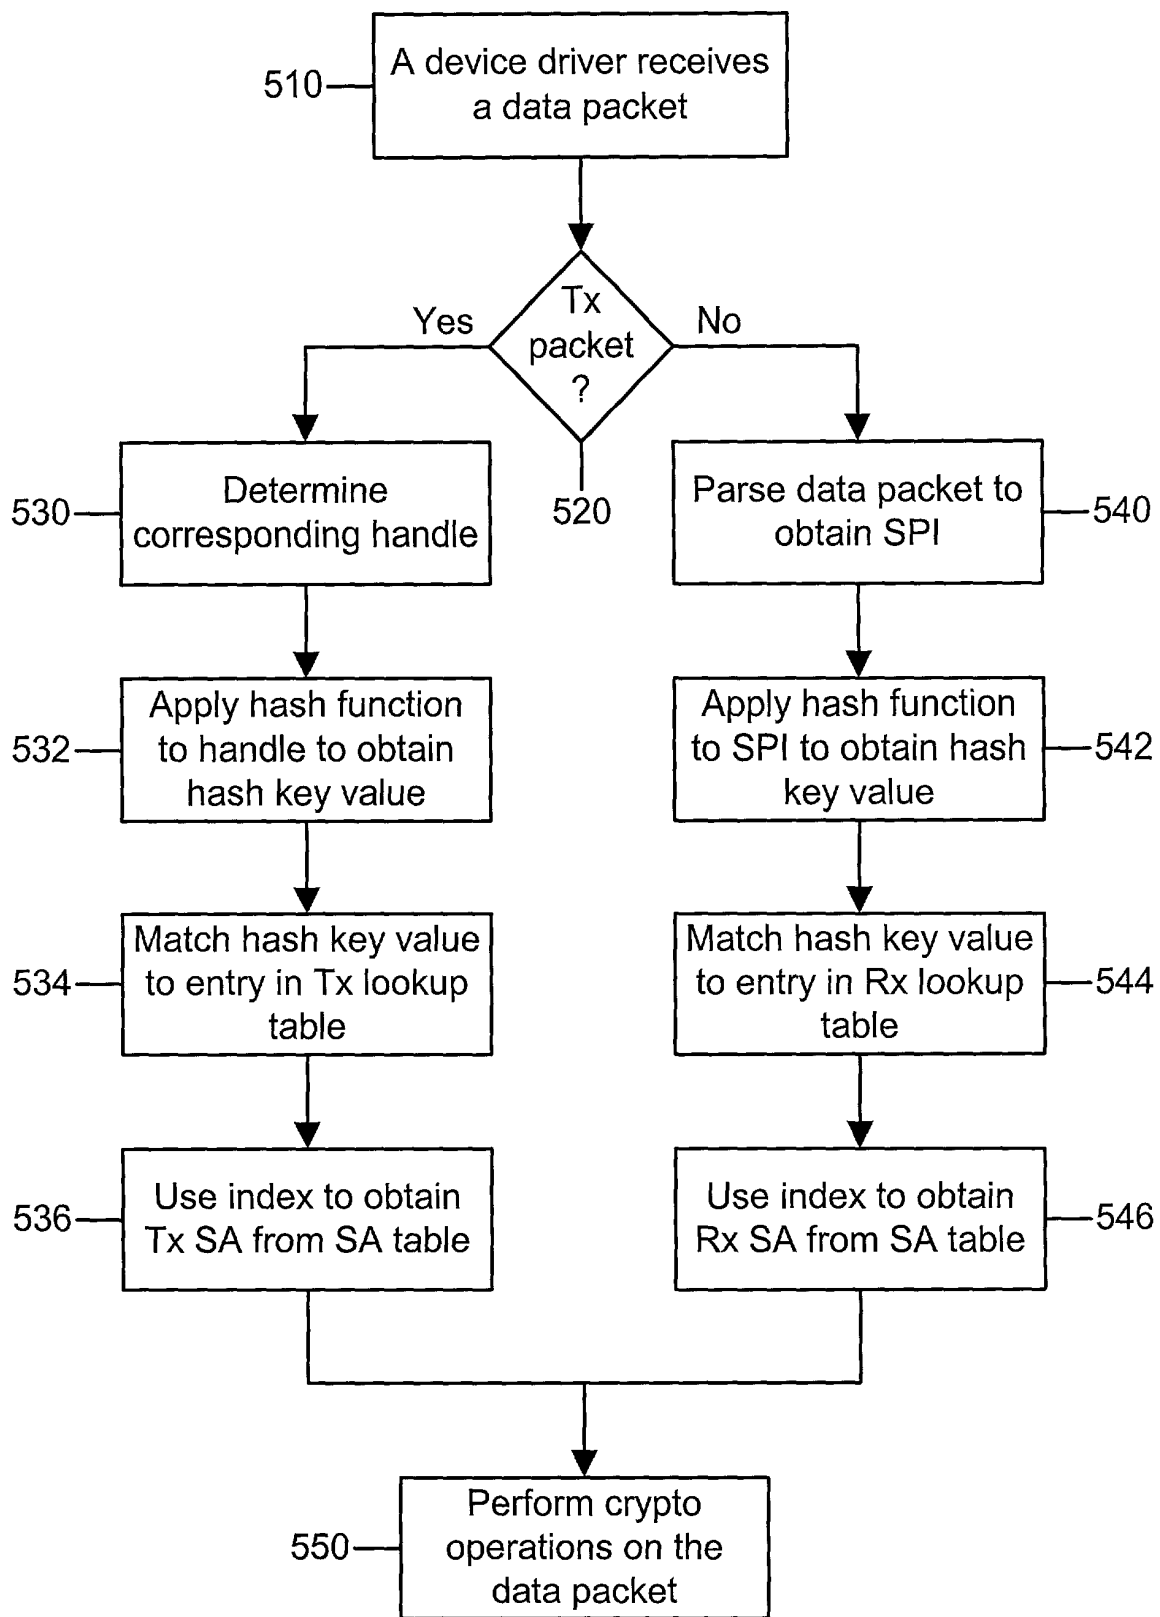 A device driver receives
a data packet
510
Tx
packet
?
Yes
No
520
Determine
corresponding handle
530
Parse data packet to
obtain SPI
540
Apply hash function
to handle to obtain
hash key value
532
Apply hash function
to SPI to obtain hash
key value
542
Match hash key value
to entry in Tx lookup
table
534
Match hash key value
to entry in Rx lookup
table
544
Use index to obtain
Tx SA from SA table
536
Use index to obtain
Rx SA from SA table
546
Perform crypto
operations on the
data packet
550